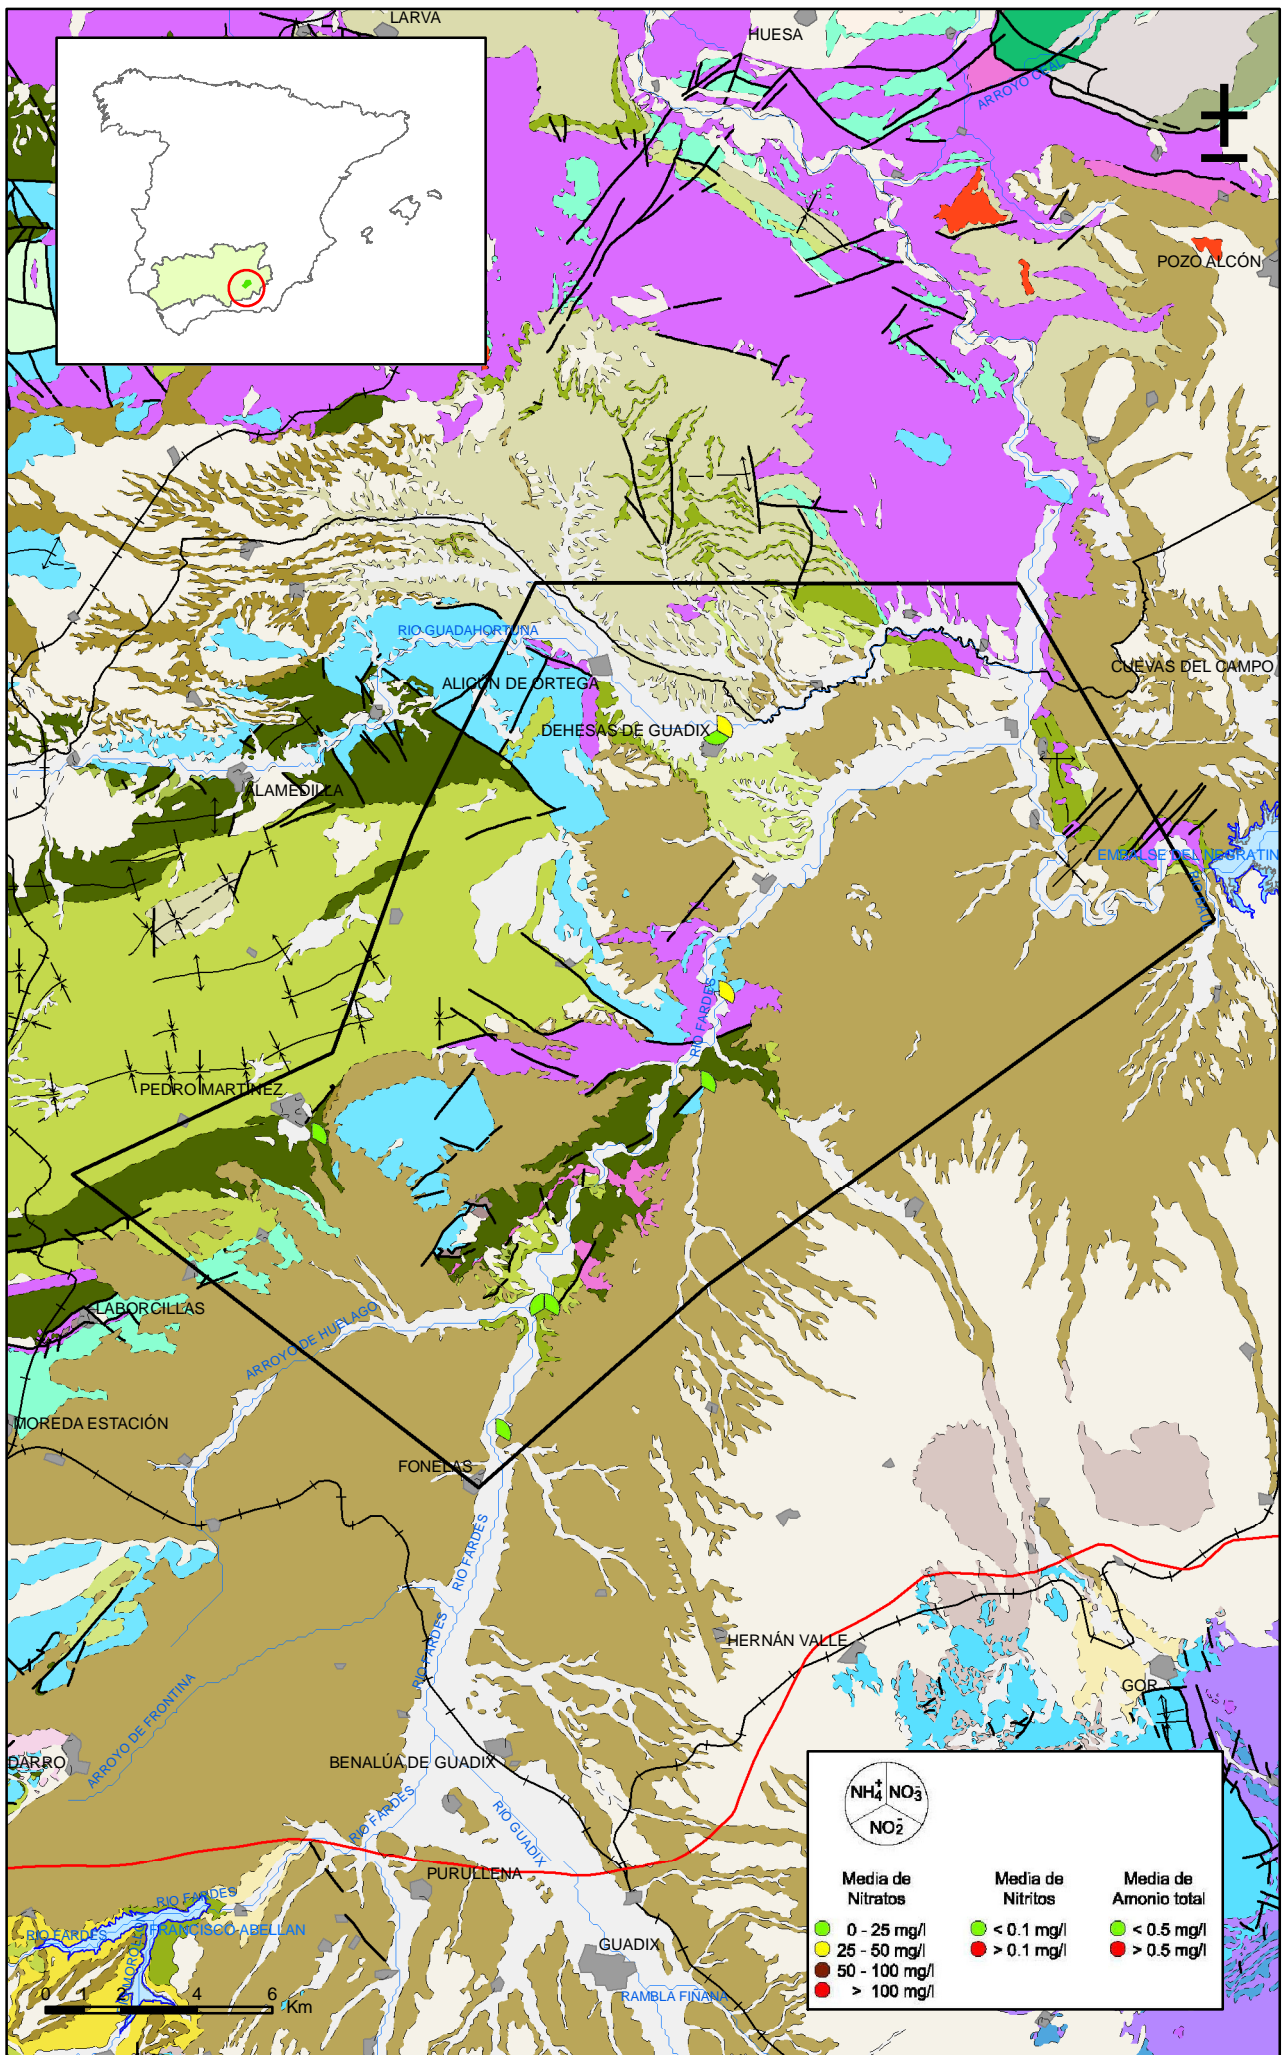 LARVA
HUESA
ARROYO CEAL
POZO ALCÓN
RIO GUADAHORTUNA
CUEVAS DEL CAMPO
ALICÚN DE ORTEGA
DEHESAS DE GUADIX
ALAMEDILLA
EMBALSE DEL NEGRATIN
RIO FARDES
PEDRO MARTÍNEZ
LABORCILLAS
ARROYO DE HUELAGO
MOREDA ESTACIÓN
FONELAS
RIO FARDES
RIO FARDES
HERNÁN VALLE
GOR
ARROYO DE FRONTINA
DARRO
BENALÚA DE GUADIX
RIO FARDES
RIO GUADIX
PURULLENA
RIO FARDES
RIO FARDES
FRANCISCO ABELLAN
GUADIX
RAMBLA FIÑANA
0 1 2 4 6 Km
NH4+ NO3-
NO2-
Media de Nitratos
0 - 25 mg/l
25 - 50 mg/l
50 - 100 mg/l
> 100 mg/l
Media de Nitritos
< 0.1 mg/l
> 0.1 mg/l
Media de Amonio total
< 0.5 mg/l
> 0.5 mg/l